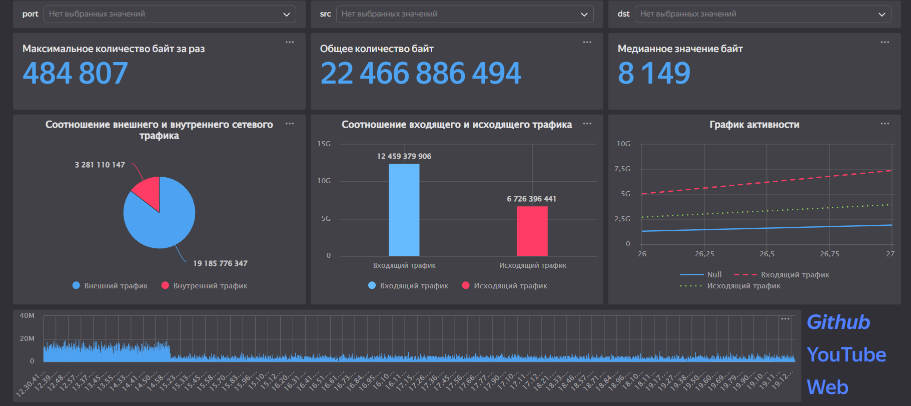 port Нет выбранных значений
src Нет выбранных значений
dst Нет выбранных значений
Максимальное количество байт за раз
484 807
Общее количество байт
22 466 886 494
Медианное значение байт
8 149
Соотношение внешнего и внутреннего сетевого
трафика
3 281 110 147
19 185 776 347
Внешний трафик Внутренний трафик
Соотношение входящего и исходящего трафика
15G
10G
5G
0
12 459 379 906
6 726 396 441
Входящий трафик Исходящий трафик
Входящий трафик Исходящий трафик
График активности
10G
7,5G
5G
2,5G
0
26 26,25 26,5 26,75 27
Null Входящий трафик
Исходящий трафик
40M
20M
0
Github
YouTube
Web